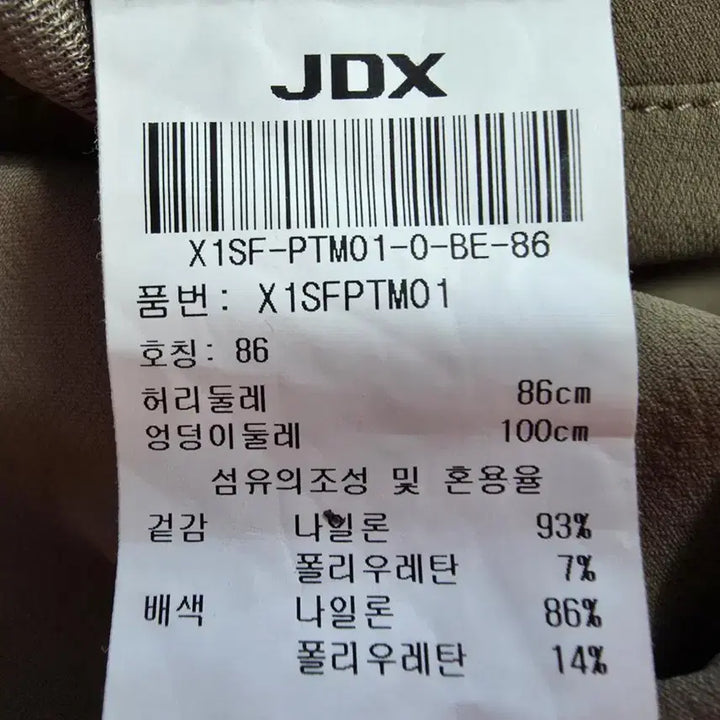 JDX
X1SF-PTM01-0-BE-86
품번: X1SFPTM01
호칭: 86
허리둘레 86cm
엉덩이둘레 100cm
섬유의조성 및 혼용율
겉감 나일론 93%
폴리우레탄 7%
배색 나일론 86%
폴리우레탄 14%